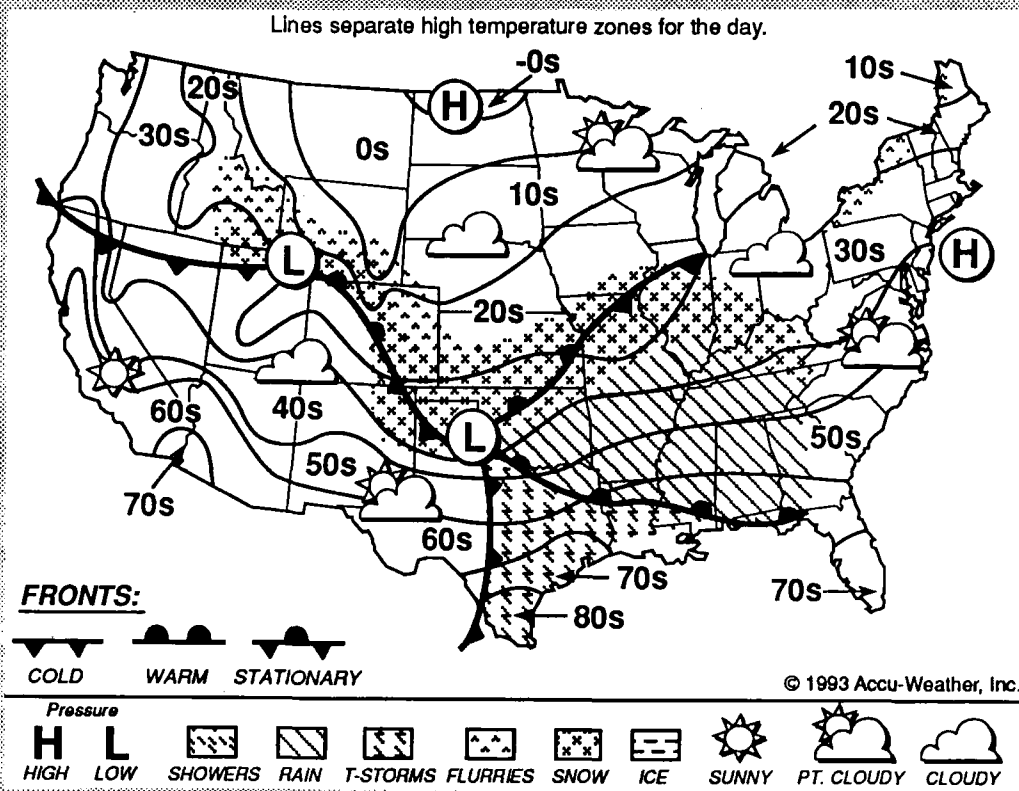 Lines separate high temperature zones for the day.
-0s
10s
20s
H
20s
30s
0s
10s
L
30s
H
20s
60s
40s
L
50s
50s
70s
60s
70s
70s
80s
FRONTS:
COLD WARM STATIONARY
© 1993 Accu-Weather, Inc.
Pressure
H L
HIGH LOW SHOWERS RAIN T-STORMS FLURRIES SNOW ICE SUNNY PT. CLOUDY CLOUDY